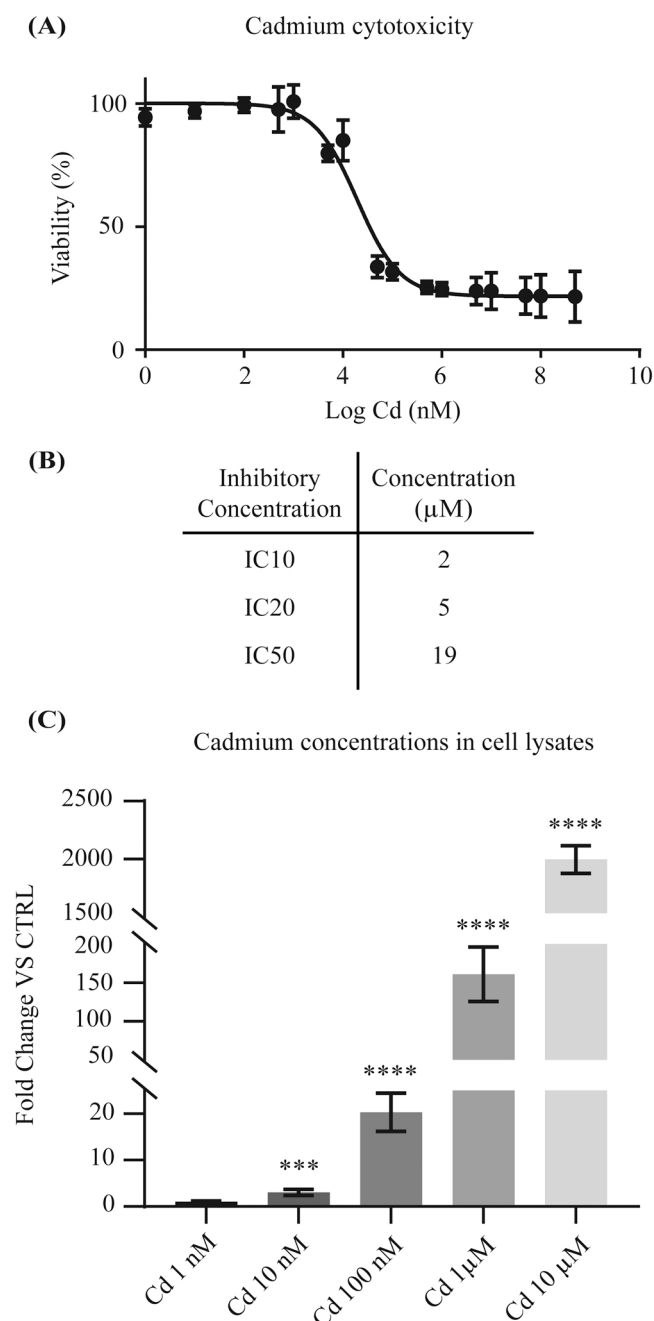 (A)
Cadmium cytotoxicity
Viability (%)
100
50
0
0 2 4 6 8 10
Log Cd (nM)
(B)
Inhibitory Concentration
Concentration (µM)
IC10 2
IC20 5
IC50 19
(C)
Cadmium concentrations in cell lysates
Fold Change VS CTRL
2500
2000
1500
200
150
100
50
20
10
0
***
****
****
****
Cd 1 nM
Cd 10 nM
Cd 100 nM
Cd 1µM
Cd 10 µM